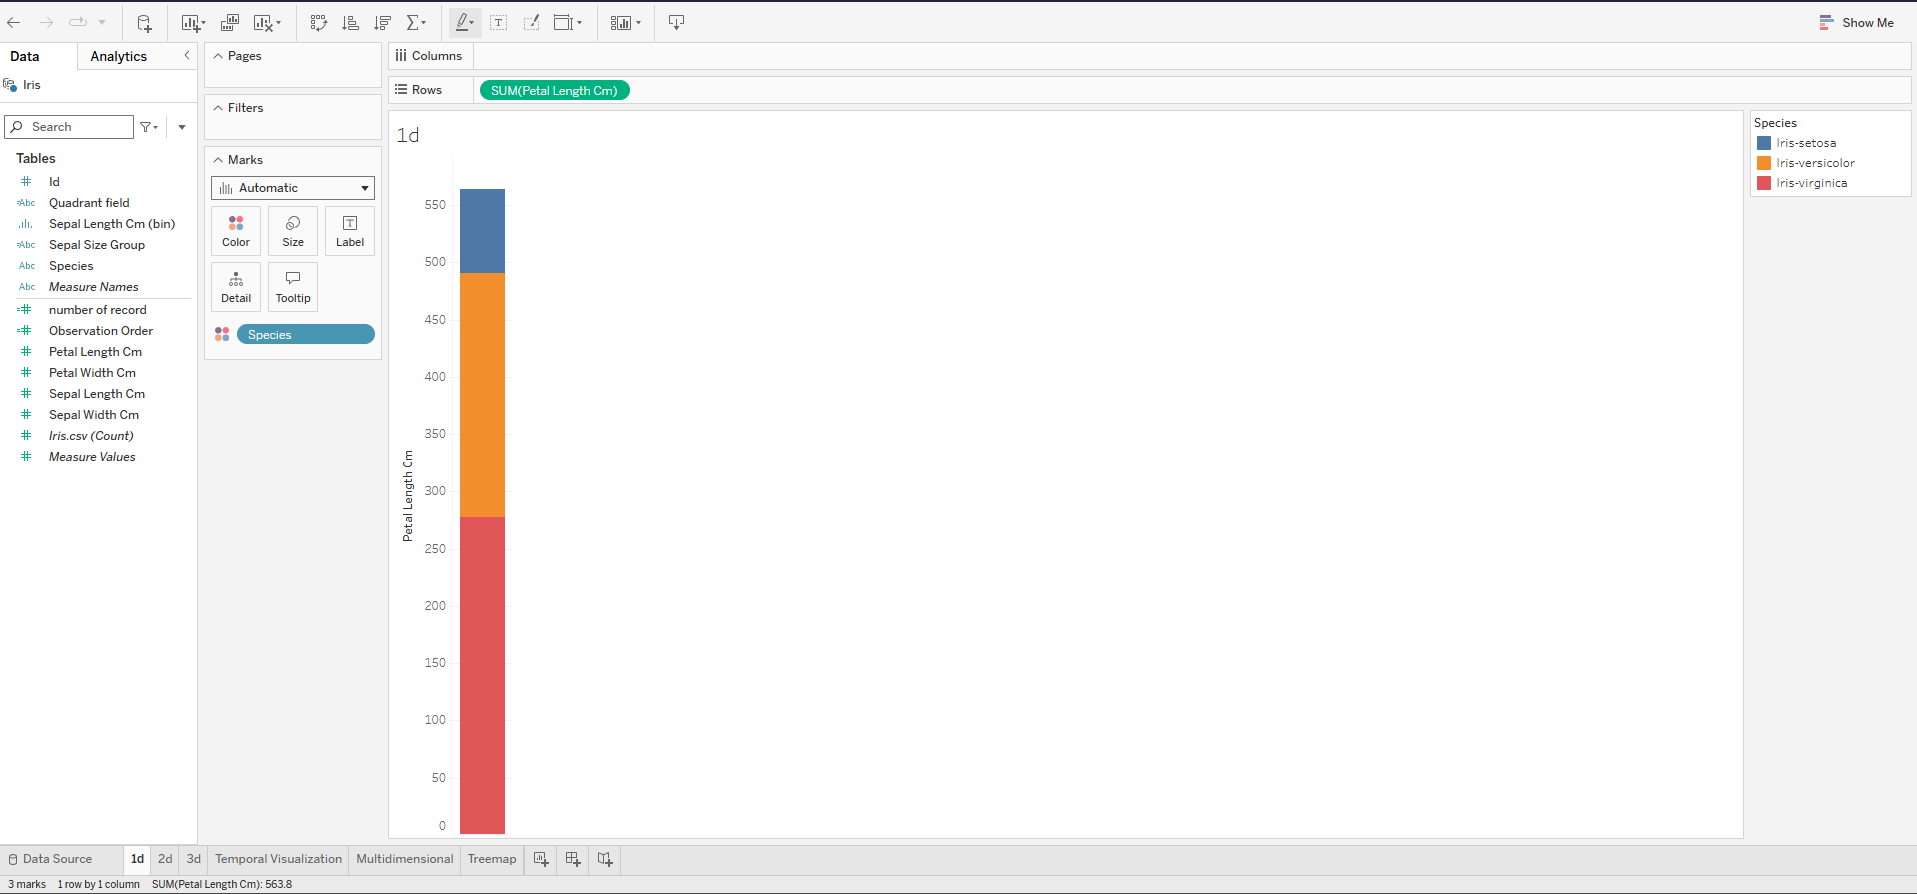 Show Me
Data
Analytics
Iris
Search
Tables
Id
Abc Quadrant field
Sepal Length Cm (bin)
Abc Sepal Size Group
Abc Species
Abc Measure Names
number of record
Observation Order
Petal Length Cm
Petal Width Cm
Sepal Length Cm
Sepal Width Cm
Iris.csv (Count)
Measure Values
Pages
Filters
Marks
Automatic
Color
Size
Label
Detail
Tooltip
Species
Columns
Rows
SUM(Petal Length Cm)
1d
Petal Length Cm
550
500
450
400
350
300
250
200
150
100
50
0
Species
Iris-setosa
Iris-versicolor
Iris-virginica
Data Source
1d
2d
3d
Temporal Visualization
Multidimensional
Treemap
3 marks 1 row by 1 column SUM(Petal Length Cm): 563.8